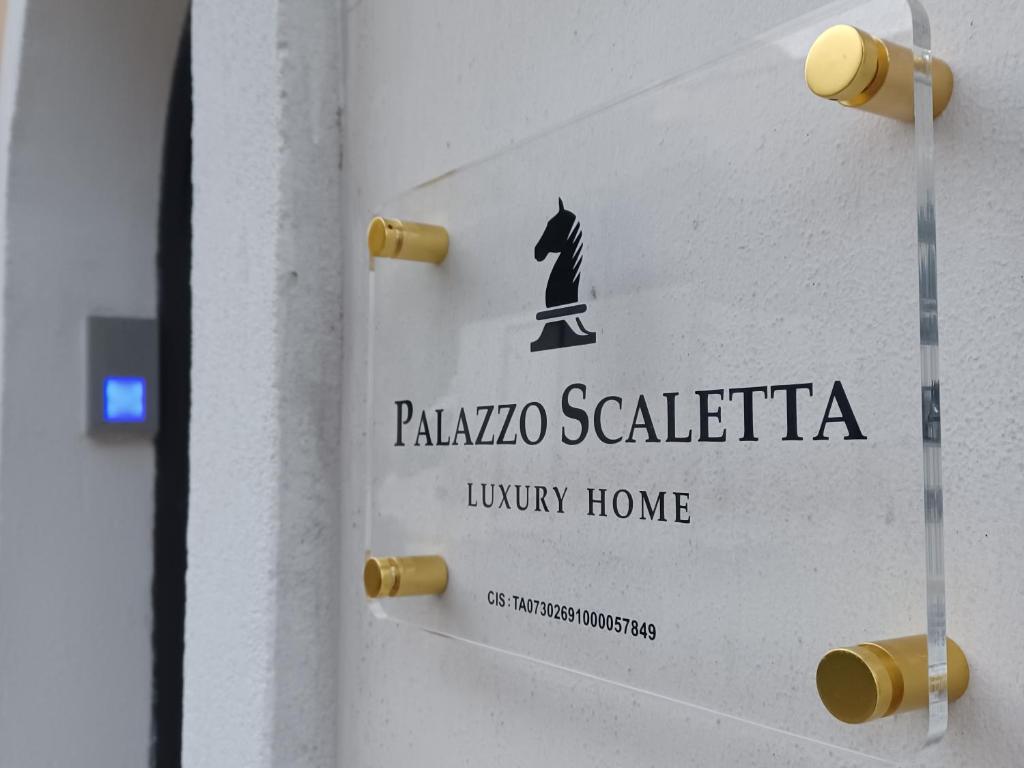 PALAZZO SCALETTA
LUXURY HOME
CIS: TA07302691000057849